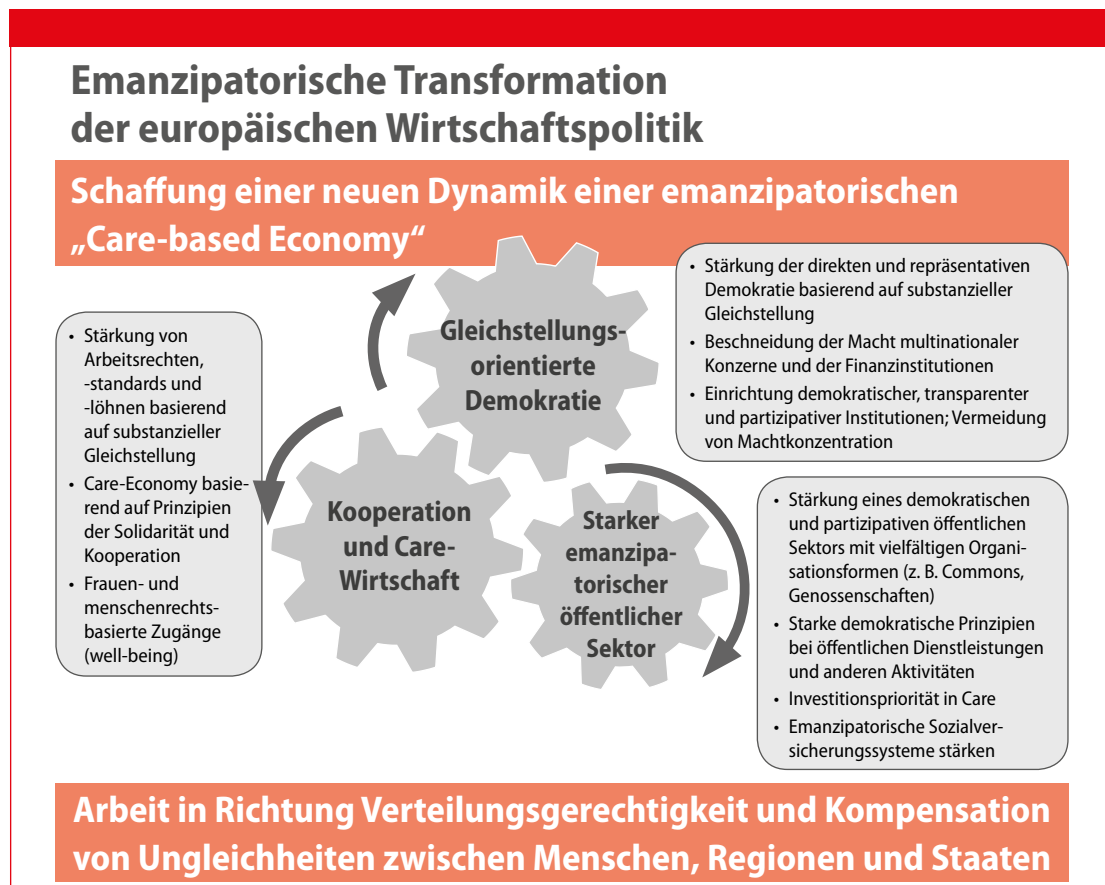 Emanzipatorische Transformation
der europäischen Wirtschaftspolitik
Schaffung einer neuen Dynamik einer emanzipatorischen
„Care-based Economy“
Gleichstellungs-
orientierte
Demokratie
• Stärkung der direkten und repräsentativen
Demokratie basierend auf substanzieller
Gleichstellung
• Beschneidung der Macht multinationaler
Konzerne und der Finanzinstitutionen
• Einrichtung demokratischer, transparenter
und partizipativer Institutionen; Vermeidung
von Machtkonzentration
• Stärkung von
Arbeitsrechten,
-standards und
-löhnen basierend
auf substanzieller
Gleichstellung
• Care-Economy basie-
rend auf Prinzipien
der Solidarität und
Kooperation
• Frauen- und
menschenrechts-
basierte Zugänge
(well-being)
Kooperation
und Care-
Wirtschaft
Starker
emanzipa-
torischer
öffentlicher
Sektor
• Stärkung eines demokratischen
und partizipativen öffentlichen
Sektors mit vielfältigen Organi-
sationsformen (z. B. Commons,
Genossenschaften)
• Starke demokratische Prinzipien
bei öffentlichen Dienstleistungen
und anderen Aktivitäten
• Investitionspriorität in Care
• Emanzipatorische Sozialver-
sicherungssysteme stärken
Arbeit in Richtung Verteilungsgerechtigkeit und Kompensation
von Ungleichheiten zwischen Menschen, Regionen und Staaten